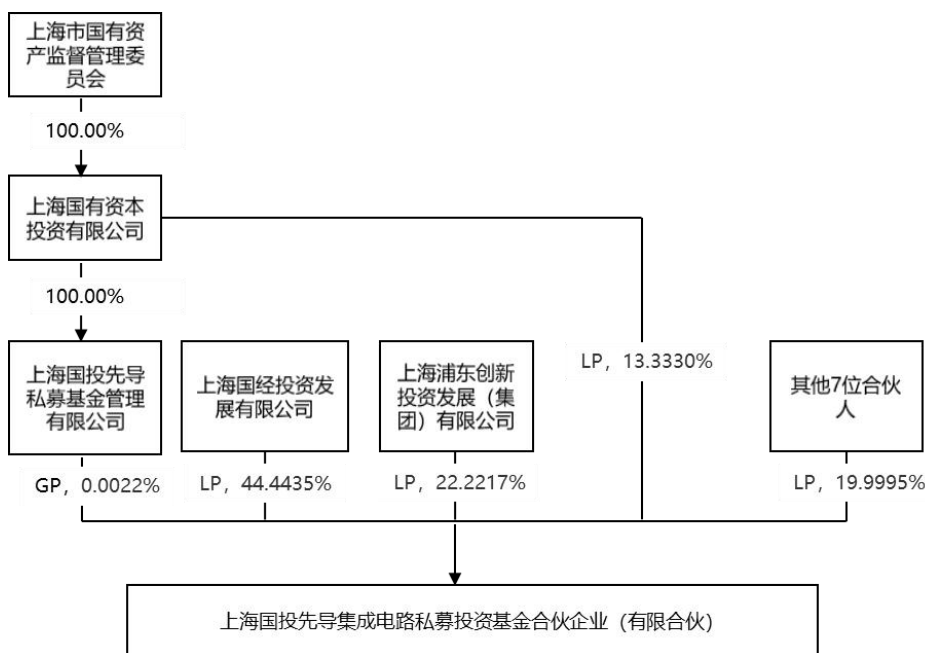 上海市国有资
产监督管理委
员会
100.00%
上海国有资本
投资有限公司
100.00%
上海国投先导
私募基金管理
有限公司
上海国经投资发
展有限公司
上海浦东创新
投资发展（集
团）有限公司
LP，13.3330%
其他7位合伙
人
GP，0.0022%
LP，44.4435%
LP，22.2217%
LP，19.9995%
上海国投先导集成电路私募投资基金合伙企业（有限合伙）